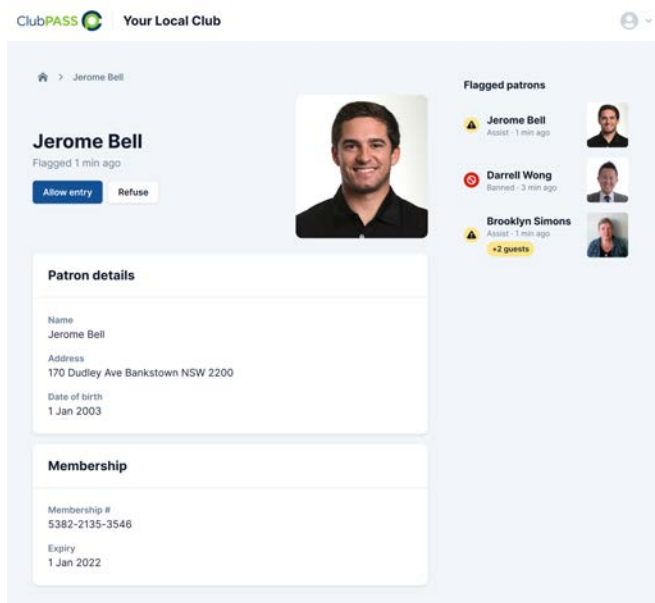 ClubPASS Your Local Club
Jerome Bell
Jerome Bell
Flagged 1 min ago
Allow entry Refuse
Patron details
Name
Jerome Bell
Address
170 Dudley Ave Bankstown NSW 2200
Date of birth
1 Jan 2003
Membership
Membership #
5382-2135-3546
Expiry
1 Jan 2022
Flagged patrons
Jerome Bell
Assist · 1 min ago
Darrell Wong
Banned · 3 min ago
Brooklyn Simons
Assist · 1 min ago
+2 guests